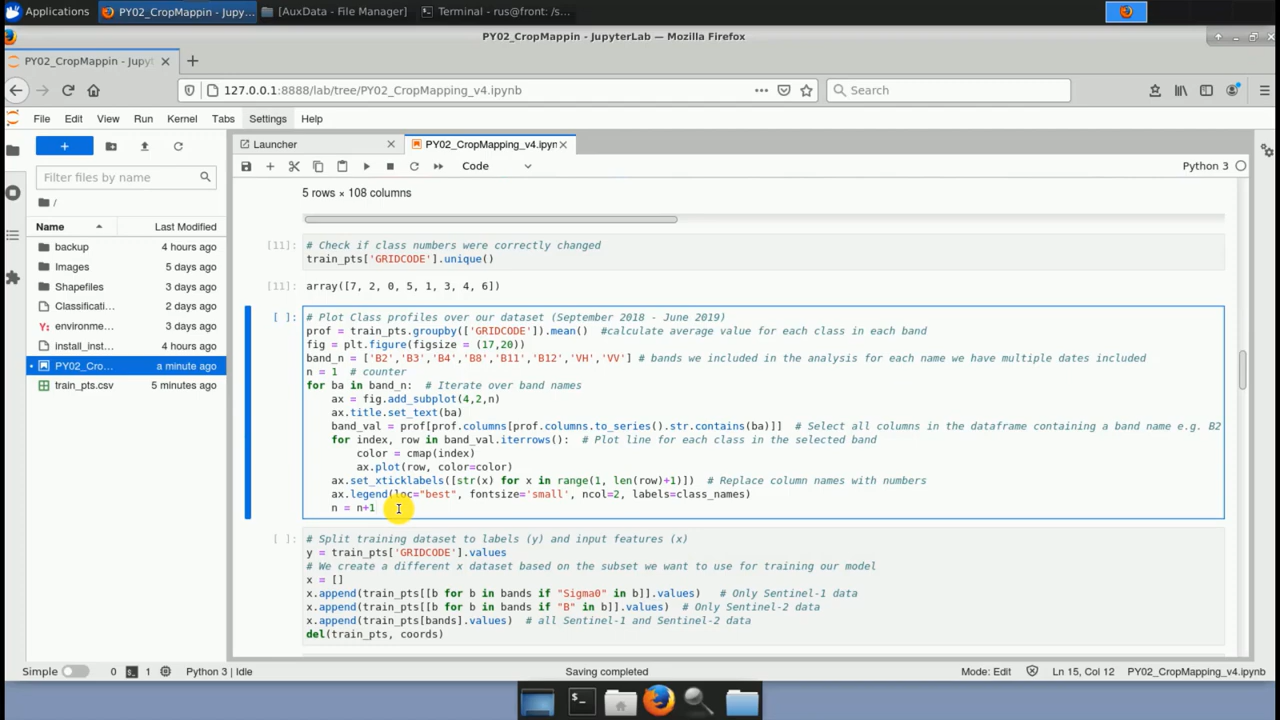 Applications PY02_CropMappin - Jupy... [AuxData - File Manager] Terminal - rus@front: /s...
PY02_CropMappin - JupyterLab — Mozilla Firefox
PY02_CropMappin - Jupyt
127.0.0.1:8888/lab/tree/PY02_CropMapping_v4.ipynb
Search
File Edit View Run Kernel Tabs Settings Help
Launcher PY02_CropMapping_v4.ipyn
Code Python 3
Filter files by name
/
Name Last Modified
backup 4 hours ago
Images 5 days ago
Shapefiles 3 days ago
Classificati... 2 days ago
environme... 3 days ago
install_inst... 4 hours ago
PY02_Cro... a minute ago
train_pts.csv 5 minutes ago
5 rows × 108 columns
[11]: # Check if class numbers were correctly changed
train_pts['GRIDCODE'].unique()
[11]: array([7, 2, 0, 5, 1, 3, 4, 6])
[ ]: # Plot Class profiles over our dataset (September 2018 - June 2019)
prof = train_pts.groupby(['GRIDCODE']).mean()  #calculate average value for each class in each band
fig = plt.figure(figsize = (17,20))
band_n = ['B2','B3','B4','B8','B11','B12','VH','VV'] # bands we included in the analysis for each name we have multiple dates included
n = 1  # counter
for ba in band_n:  # Iterate over band names
    ax = fig.add_subplot(4,2,n)
    ax.title.set_text(ba)
    band_val = prof[prof.columns[prof.columns.to_series().str.contains(ba)]]  # Select all columns in the dataframe containing a band name e.g. B2
    for index, row in band_val.iterrows():  # Plot line for each class in the selected band
        color = cmap(index)
        ax.plot(row, color=color)
    ax.set_xticklabels([str(x) for x in range(1, len(row)+1)])  # Replace column names with numbers
    ax.legend(loc="best", fontsize='small', ncol=2, labels=class_names)
    n = n+1
[ ]: # Split training dataset to labels (y) and input features (x)
y = train_pts['GRIDCODE'].values
# We create a different x dataset based on the subset we want to use for training our model
x = []
x.append(train_pts[[b for b in bands if "Sigma0" in b]].values)   # Only Sentinel-1 data
x.append(train_pts[[b for b in bands if "B" in b]].values)  # Only Sentinel-2 data
x.append(train_pts[bands].values)  # all Sentinel-1 and Sentinel-2 data
del(train_pts, coords)
Simple 0 1 Python 3 | Idle Saving completed Mode: Edit Ln 15, Col 12 PY02_CropMapping_v4.ipynb